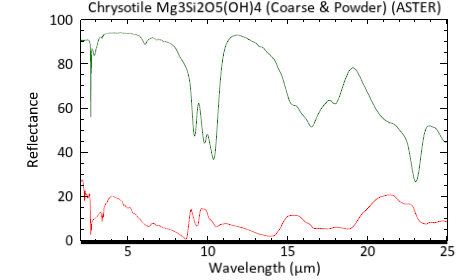 Chrysotile Mg3Si2O5(OH)4 (Coarse & Powder) (ASTER)
100
80
60
40
20
0
Reflectance
5 10 15 20 25
Wavelength (μm)